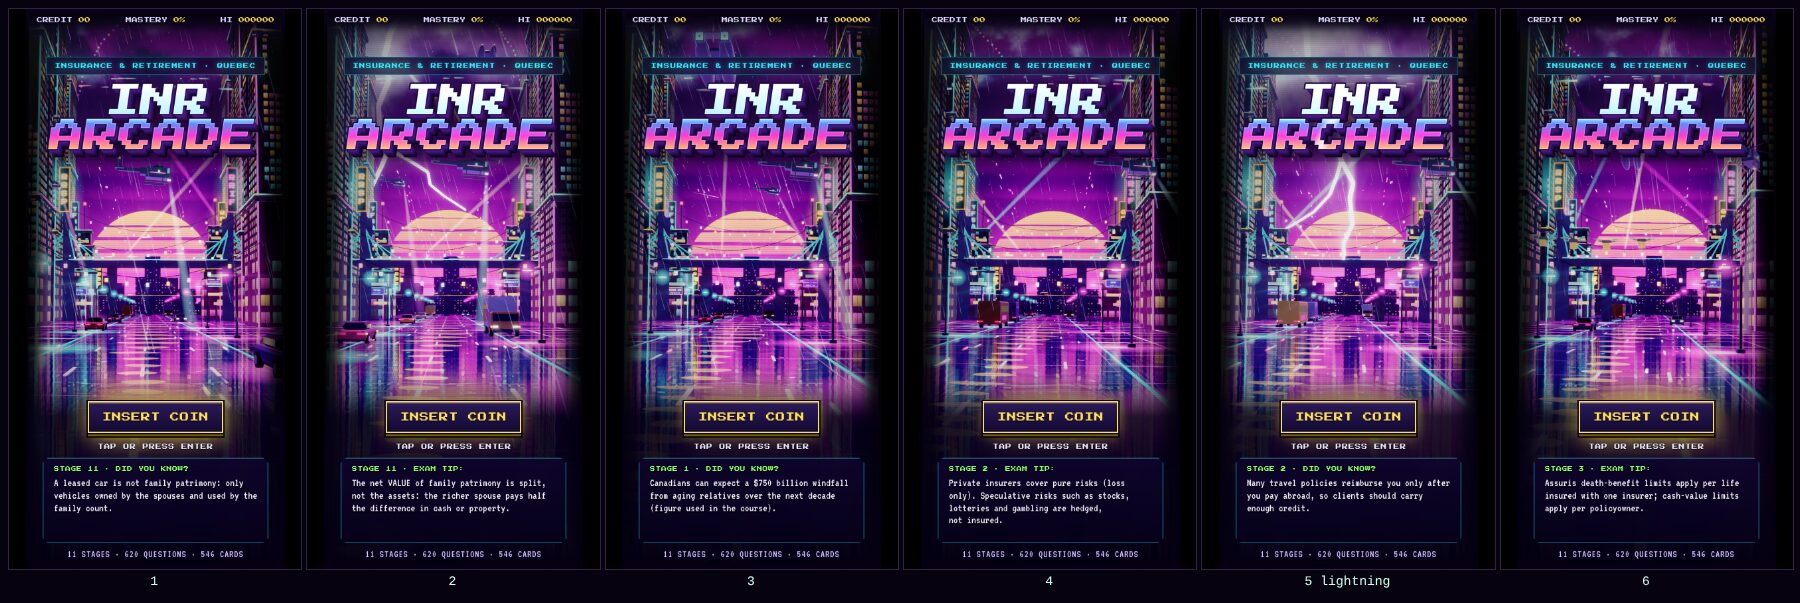 CREDIT 00 MASTERY 0% HI 000000
INSURANCE & RETIREMENT · QUEBEC
INR
ARCADE
INSERT COIN
TAP OR PRESS ENTER
STAGE 11 · DID YOU KNOW?
A leased car is not family patrimony: only
vehicles owned by the spouses and used by the
family count.
11 STAGES · 620 QUESTIONS · 546 CARDS
1
CREDIT 00 MASTERY 0% HI 000000
INSURANCE & RETIREMENT · QUEBEC
INR
ARCADE
INSERT COIN
TAP OR PRESS ENTER
STAGE 11 · EXAM TIP:
The net VALUE of family patrimony is split,
not the assets: the richer spouse pays half
the difference in cash or property.
11 STAGES · 620 QUESTIONS · 546 CARDS
2
CREDIT 00 MASTERY 0% HI 000000
INSURANCE & RETIREMENT · QUEBEC
INR
ARCADE
INSERT COIN
TAP OR PRESS ENTER
STAGE 1 · DID YOU KNOW?
Canadians can expect a $750 billion windfall
from aging relatives over the next decade
(figure used in the course).
11 STAGES · 620 QUESTIONS · 546 CARDS
3
CREDIT 00 MASTERY 0% HI 000000
INSURANCE & RETIREMENT · QUEBEC
INR
ARCADE
INSERT COIN
TAP OR PRESS ENTER
STAGE 2 · EXAM TIP:
Private insurers cover pure risks (loss
only). Speculative risks such as stocks,
lotteries and gambling are hedged,
not insured.
11 STAGES · 620 QUESTIONS · 546 CARDS
4
CREDIT 00 MASTERY 0% HI 000000
INSURANCE & RETIREMENT · QUEBEC
INR
ARCADE
INSERT COIN
TAP OR PRESS ENTER
STAGE 2 · DID YOU KNOW?
Many travel policies reimburse you only after
you pay abroad, so clients should carry
enough credit.
11 STAGES · 620 QUESTIONS · 546 CARDS
5 lightning
CREDIT 00 MASTERY 0% HI 000000
INSURANCE & RETIREMENT · QUEBEC
INR
ARCADE
INSERT COIN
TAP OR PRESS ENTER
STAGE 3 · EXAM TIP:
Assuris death-benefit limits apply per life
insured with one insurer; cash-value limits
apply per policyowner.
11 STAGES · 620 QUESTIONS · 546 CARDS
6